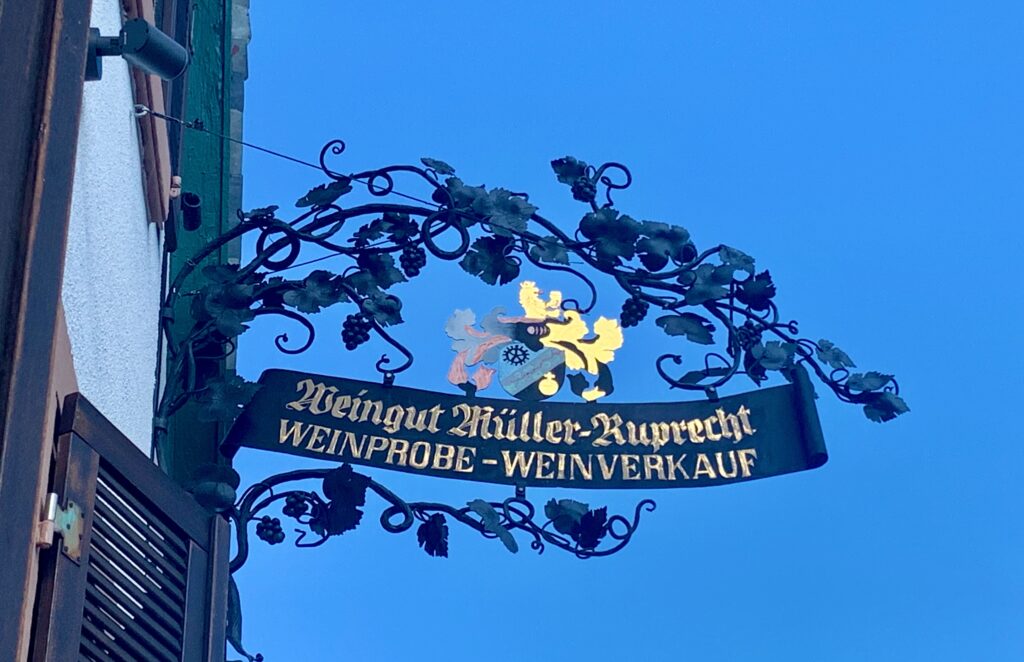 Weingut Müller-Ruprecht
WEINPROBE-WEINVERKAUF